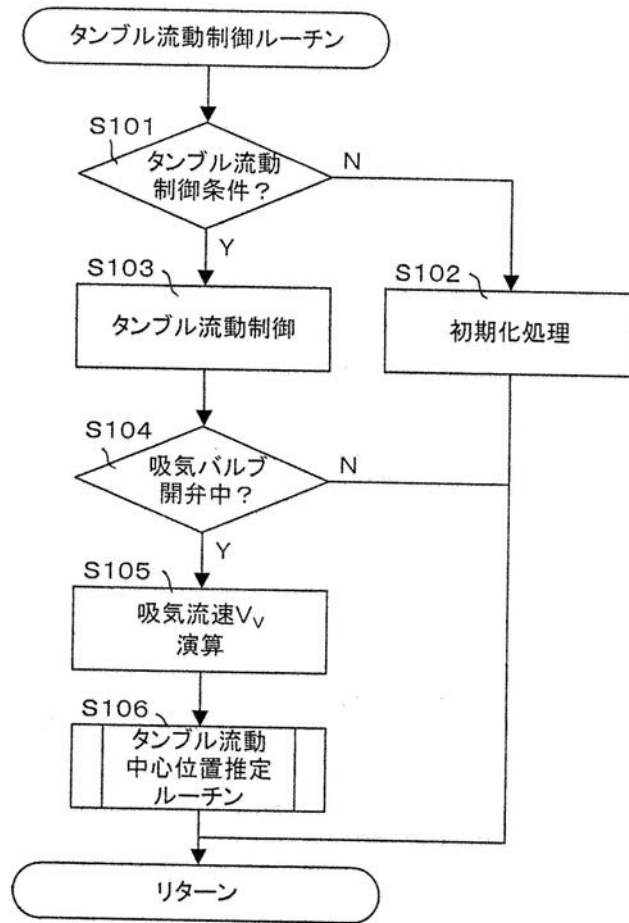 タンブル流動制御ルーチン
S101
タンブル流動
制御条件?
N
Y
S103
タンブル流動制御
S102
初期化処理
S104
吸気バルブ
開弁中?
N
Y
S105
吸気流速Vv
演算
S106
タンブル流動
中心位置推定
ルーチン
リターン